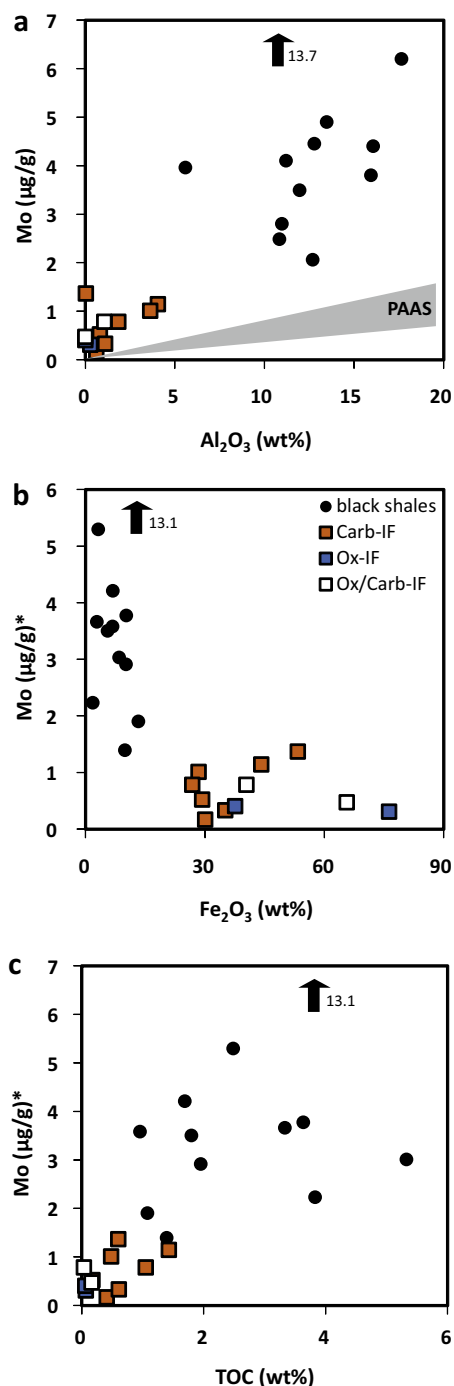 a
7
6
5
4
3
2
1
0
Mo (µg/g)
13.7
PAAS
0 5 10 15 20
Al₂O₃ (wt%)
b
6
5
4
3
2
1
0
Mo (µg/g)*
13.1
black shales
Carb-IF
Ox-IF
Ox/Carb-IF
0 30 60 90
Fe₂O₃ (wt%)
c
7
6
5
4
3
2
1
0
Mo (µg/g)*
13.1
0 2 4 6
TOC (wt%)